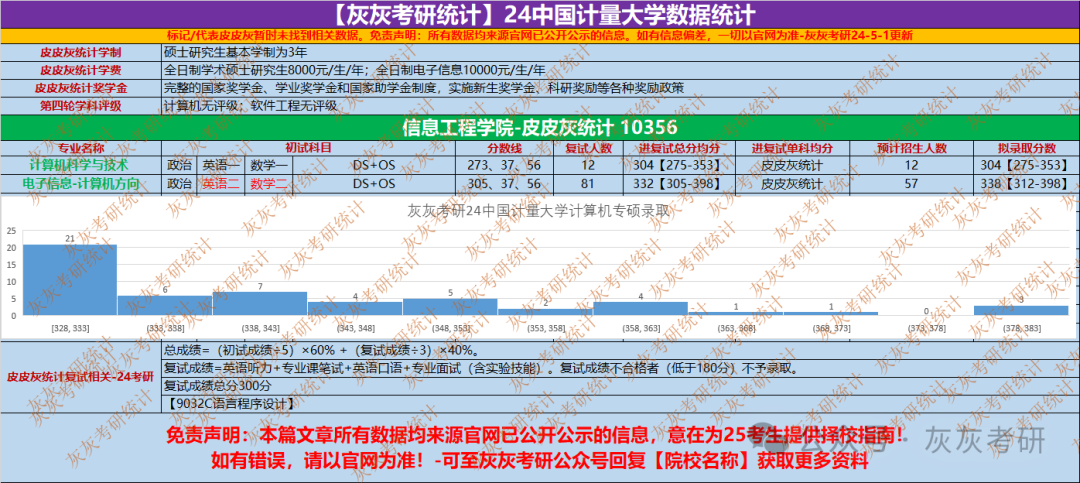 【灰灰考研统计】24中国计量大学数据统计
标记/代表皮皮灰暂时未找到相关数据。免责声明：所有数据均来源官网已公开公示的信息。如有信息偏差，一切以官网为准-灰灰考研24-5-1更新
皮皮灰统计学制 硕士研究生基本学制为3年
皮皮灰统计学费 全日制学术硕士研究生8000元/生/年；全日制电子信息10000元/生/年
皮皮灰统计奖学金 完整的国家奖学金、学业奖学金和国家助学金制度，实施新生奖学金、科研奖励等各种奖励政策
第四轮学科评级 计算机无评级；软件工程无评级
信息工程学院-皮皮灰统计 10356
专业名称 初试科目 分数线 复试人数 进复试总分均分 进复试单科均分 预计招生人数 拟录取分数
计算机科学与技术 政治 英语一 数学一 DS+OS 273、37、56 12 304【275-353】 皮皮灰统计 12 304【275-353】
电子信息-计算机方向 政治 英语二 数学二 DS+OS 305、37、56 81 332【305-398】 皮皮灰统计 57 338【312-398】
灰灰考研24中国计量大学计算机专硕录取
25
20
15
10
5
0
21 6 7 4 5 2 4 1 1 0 3
[328, 333] (333, 338] (338, 343] (343, 348] (348, 353] (353, 358] (358, 363] (363, 368] (368, 373] (373, 378] (378, 383]
皮皮灰统计复试相关-24考研
总成绩=（初试成绩÷5）×60% +（复试成绩÷3）×40%。
复试成绩=英语听力+专业课笔试+英语口语+专业面试（含实验技能）。复试成绩不合格者（低于180分）不予录取。
复试成绩总分300分
【9032C语言程序设计】
免责声明：本篇文章所有数据均来源官网已公开公示的信息，意在为25考生提供择校指南！
如有错误，请以官网为准！-可至灰灰考研公众号回复【院校名称】获取更多资料
公众号 · 灰灰考研
灰灰考研统计